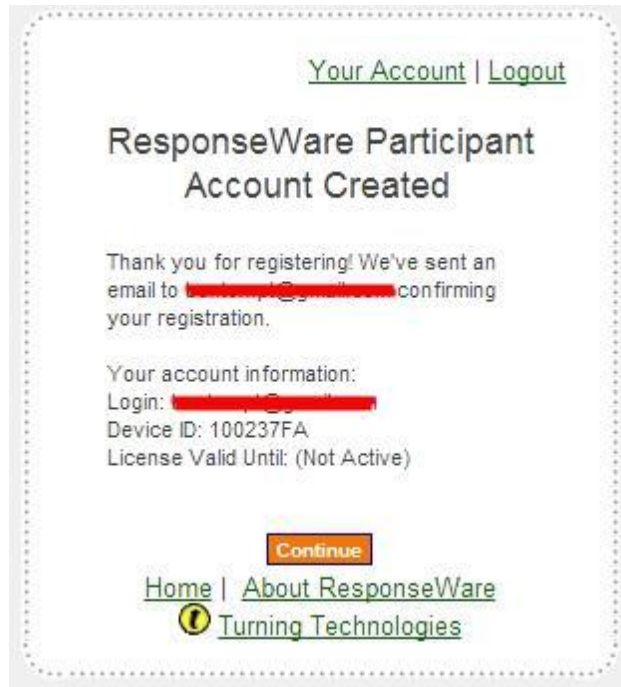 Your Account | Logout
ResponseWare Participant
Account Created
Thank you for registering! We've sent an
email to confirming
your registration.
Your account information:
Login:
Device ID: 100237FA
License Valid Until: (Not Active)
Continue
Home | About ResponseWare
t Turning Technologies